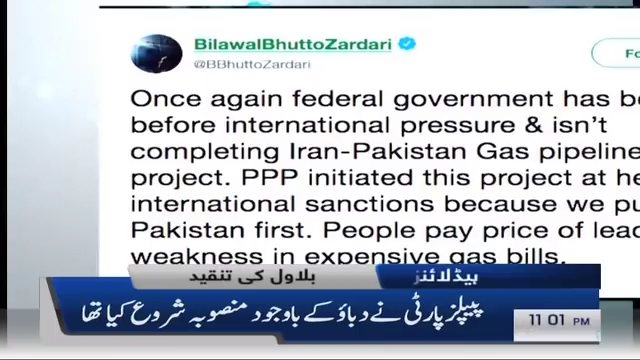 BilawalBhuttoZardari
@BBhuttoZardari
Once again federal government has
before international pressure & isn't
completing Iran-Pakistan Gas pipeline
project. PPP initiated this project at
international sanctions because we
Pakistan first. People pay price of
weakness in expensive gas bills.
بلاول کی تنقید
ہیڈلائنز
پیپلز پارٹی نے دباؤ کے باوجود منصوبہ شروع کیا تھا
11 01 PM